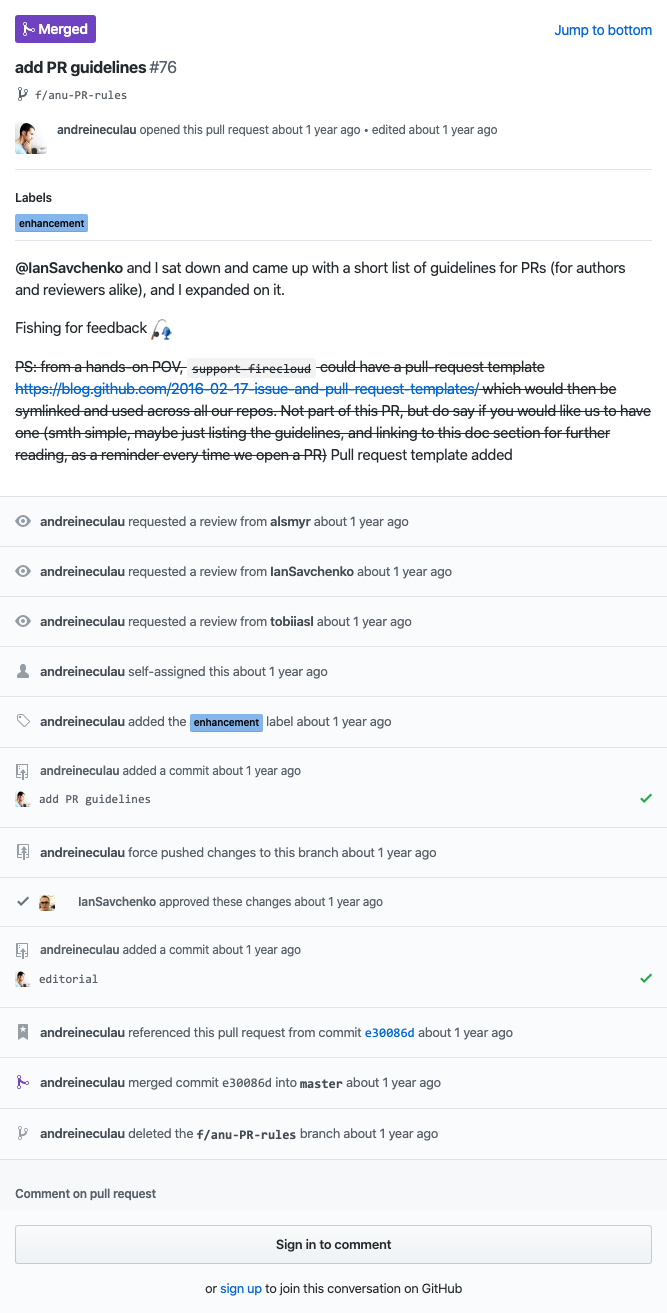 Merged
Jump to bottom
add PR guidelines #76
f/anu-PR-rules
andreineculau opened this pull request about 1 year ago • edited about 1 year ago
Labels
enhancement
@IanSavchenko and I sat down and came up with a short list of guidelines for PRs (for authors
and reviewers alike), and I expanded on it.
Fishing for feedback 🎣
PS: from a hands-on POV, support-firecloud could have a pull-request template
https://blog.github.com/2016-02-17-issue-and-pull-request-templates/ which would then be
symlinked and used across all our repos. Not part of this PR, but do say if you would like us to have
one (smth simple, maybe just listing the guidelines, and linking to this doc section for further
reading, as a reminder every time we open a PR) Pull request template added
andreineculau requested a review from alsmyr about 1 year ago
andreineculau requested a review from IanSavchenko about 1 year ago
andreineculau requested a review from tobiiasl about 1 year ago
andreineculau self-assigned this about 1 year ago
andreineculau added the enhancement label about 1 year ago
andreineculau added a commit about 1 year ago
add PR guidelines
andreineculau force pushed changes to this branch about 1 year ago
IanSavchenko approved these changes about 1 year ago
andreineculau added a commit about 1 year ago
editorial
andreineculau referenced this pull request from commit e30086d about 1 year ago
andreineculau merged commit e30086d into master about 1 year ago
andreineculau deleted the f/anu-PR-rules branch about 1 year ago
Comment on pull request
Sign in to comment
or sign up to join this conversation on GitHub